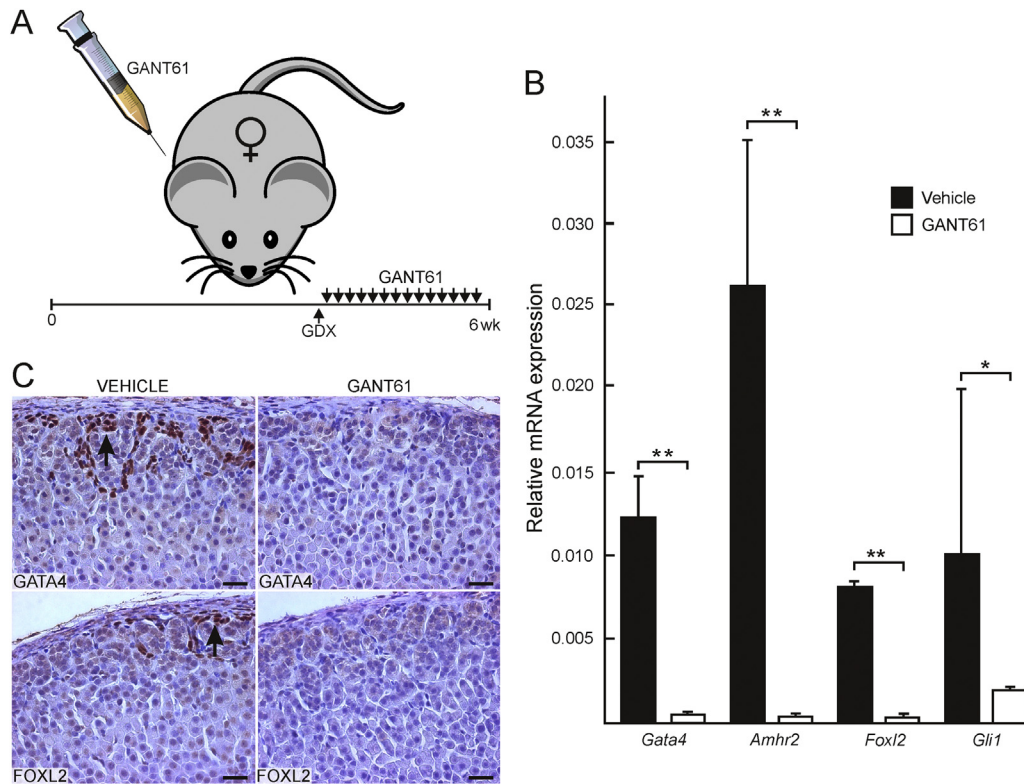 A
GANT61
♀
GANT61
0
GDX
6 wk
B
Relative mRNA expression
0.035
0.030
0.025
0.020
0.015
0.010
0.005
**
**
**
*
Vehicle
GANT61
Gata4
Amhr2
Foxl2
Gli1
C
VEHICLE
GANT61
GATA4
GATA4
FOXL2
FOXL2